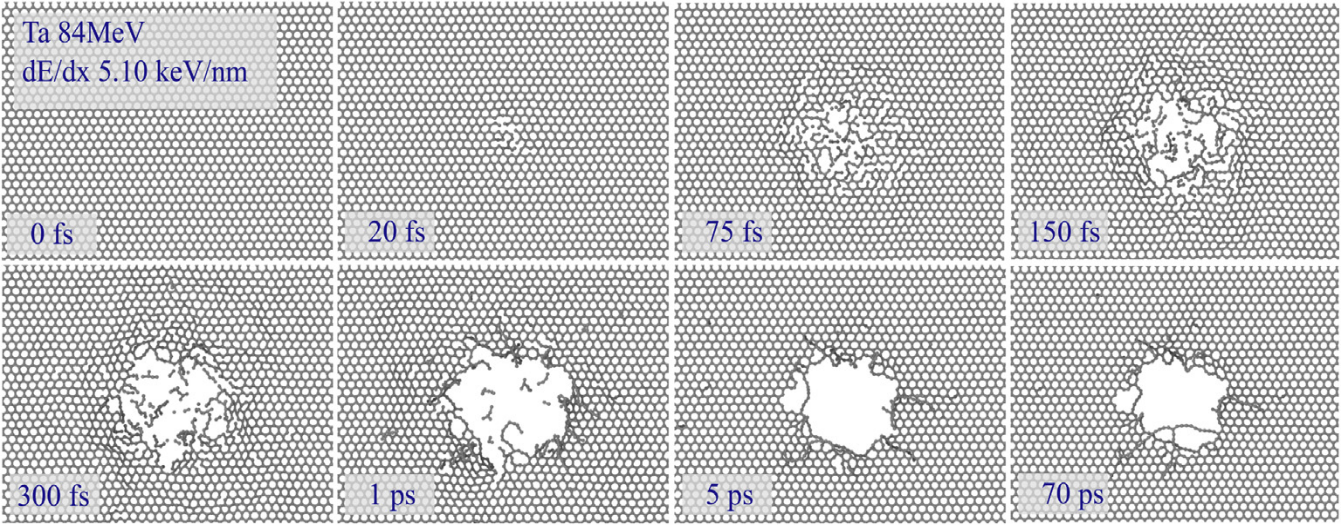 Ta 84MeV
dE/dx 5.10 keV/nm
0 fs
20 fs
75 fs
150 fs
300 fs
1 ps
5 ps
70 ps